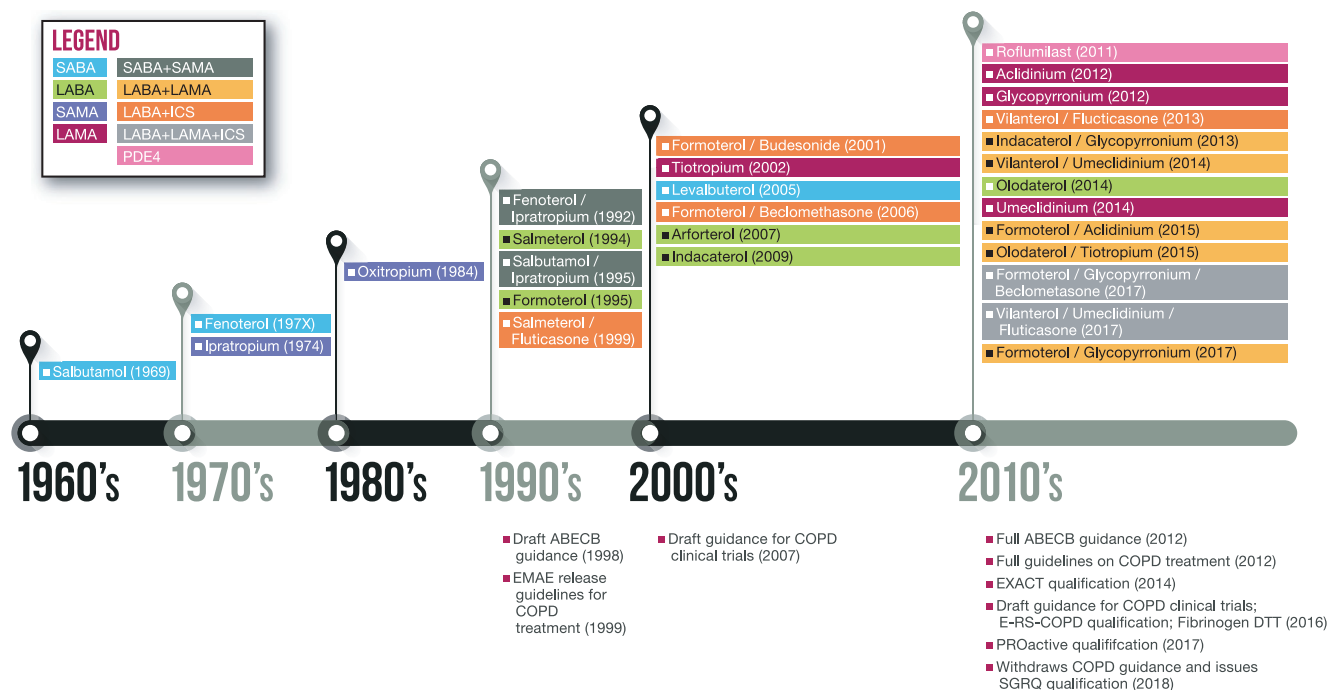 LEGEND
SABA
SABA+SAMA
LABA
LABA+LAMA
SAMA
LABA+ICS
LAMA
LABA+LAMA+ICS
PDE4
Salbutamol (1969)
Fenoterol (197X)
Ipratropium (1974)
Oxitropium (1984)
Fenoterol /
Ipratropium (1992)
Salmeterol (1994)
Salbutamol /
Ipratropium (1995)
Formoterol (1995)
Salmeterol /
Fluticasone (1999)
Formoterol / Budesonide (2001)
Tiotropium (2002)
Levalbuterol (2005)
Formoterol / Beclomethasone (2006)
Arforterol (2007)
Indacaterol (2009)
Roflumilast (2011)
Aclidinium (2012)
Glycopyrronium (2012)
Vilanterol / Flucticasone (2013)
Indacaterol / Glycopyrronium (2013)
Vilanterol / Umeclidinium (2014)
Olodaterol (2014)
Umeclidinium (2014)
Formoterol / Aclidinium (2015)
Olodaterol / Tiotropium (2015)
Formoterol / Glycopyrronium /
Beclometasone (2017)
Vilanterol / Umeclidinium /
Fluticasone (2017)
Formoterol / Glycopyrronium (2017)
1960's
1970's
1980's
1990's
2000's
2010's
Draft ABECB
guidance (1998)
EMAE release
guidelines for
COPD
treatment (1999)
Draft guidance for COPD
clinical trials (2007)
Full ABECB guidance (2012)
Full guidelines on COPD treatment (2012)
EXACT qualification (2014)
Draft guidance for COPD clinical trials;
E-RS-COPD qualification; Fibrinogen DTT (2016)
PROactive qualififcation (2017)
Withdraws COPD guidance and issues
SGRQ qualification (2018)